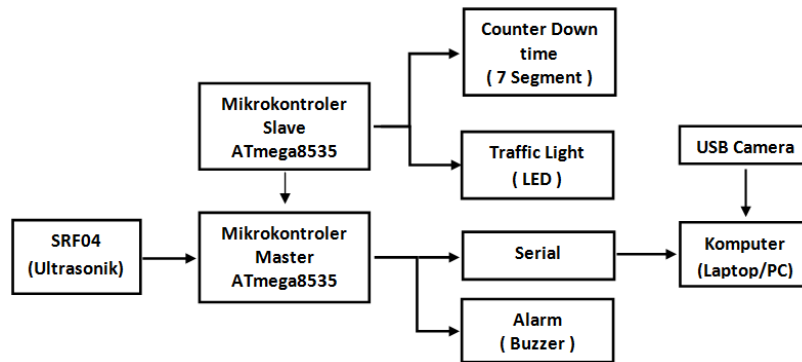 Counter Down
time
( 7 Segment )
Mikrokontroler
Slave
ATmega8535
Traffic Light
( LED )
USB Camera
SRF04
(Ultrasonik)
Mikrokontroler
Master
ATmega8535
Serial
Komputer
(Laptop/PC)
Alarm
( Buzzer )